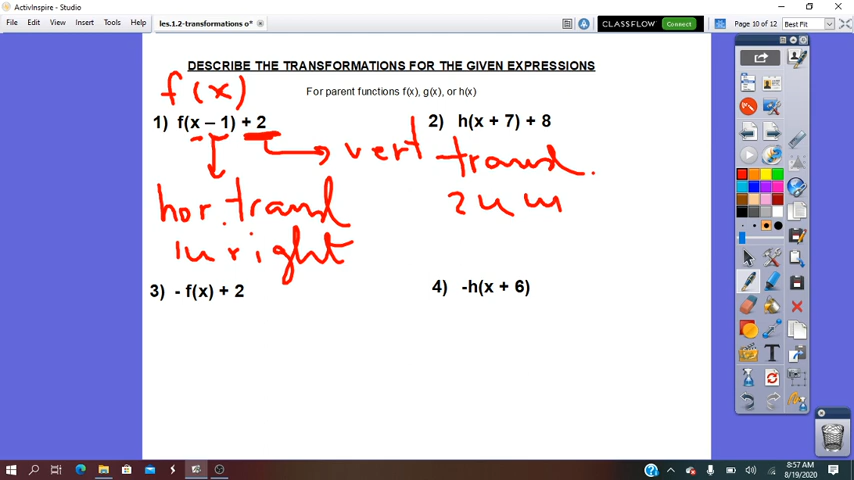 ActivInspire - Studio
File Edit View Insert Tools Help
les.1.2-transformations o*
CLASSFLOW Connect
Page 10 of 12
Best Fit
DESCRIBE THE TRANSFORMATIONS FOR THE GIVEN EXPRESSIONS
f(x)
For parent functions f(x), g(x), or h(x)
1) f(x – 1) + 2
2) h(x + 7) + 8
vert trans.
hor. trans
2u
1u right
3) - f(x) + 2
4) -h(x + 6)
8:57 AM
8/19/2020